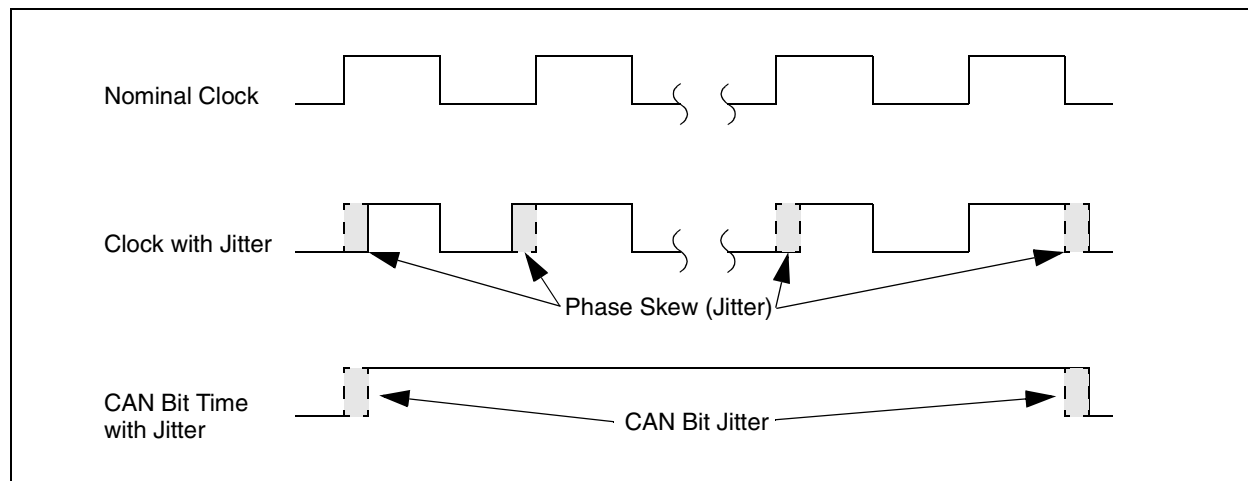 Nominal Clock
Clock with Jitter
Phase Skew (Jitter)
CAN Bit Time
with Jitter
CAN Bit Jitter